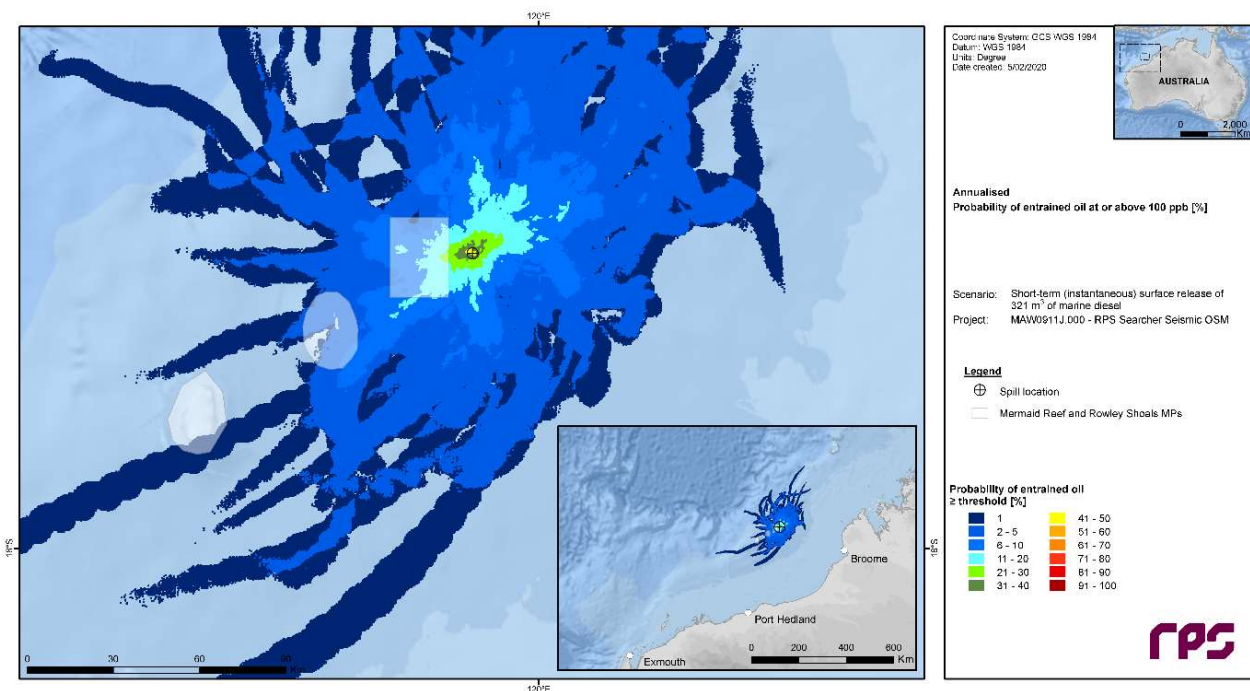 120°E
18°S
18°S
120°E
0 30 60 90
Km
Broome
Port Hedland
Exmouth
0 200 400 600
Km
Coordinate System: GCS WGS 1984
Datum: WGS 1984
Units: Degree
Date created: 5/02/2020
AUSTRALIA
0 2,000
Km
Annualised
Probability of entrained oil at or above 100 ppb [%]
Scenario: Short-term (instantaneous) surface release of
321 m³ of marine diesel
Project: MAW0911J.000 - RPS Searcher Seismic OSM
Legend
Spill location
Mermaid Reef and Rowley Shoals MPs
Probability of entrained oil
≥ threshold [%]
1 41 - 50
2 - 5 51 - 60
6 - 10 61 - 70
11 - 20 71 - 80
21 - 30 81 - 90
31 - 40 91 - 100
rps